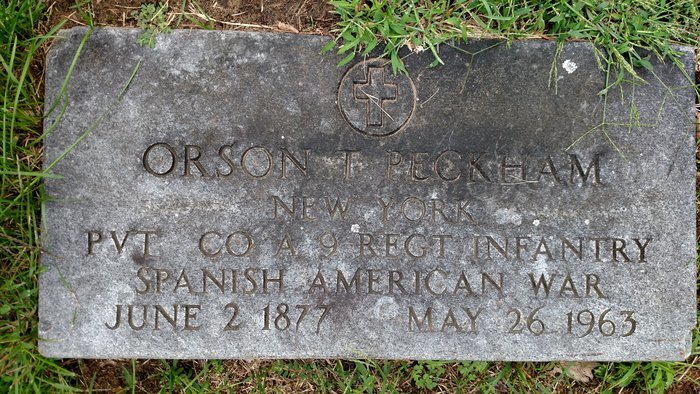 ORSON T PECKHAM
NEW YORK
PVT CO A 9 REGT INFANTRY
SPANISH AMERICAN WAR
JUNE 2 1877 MAY 26 1963